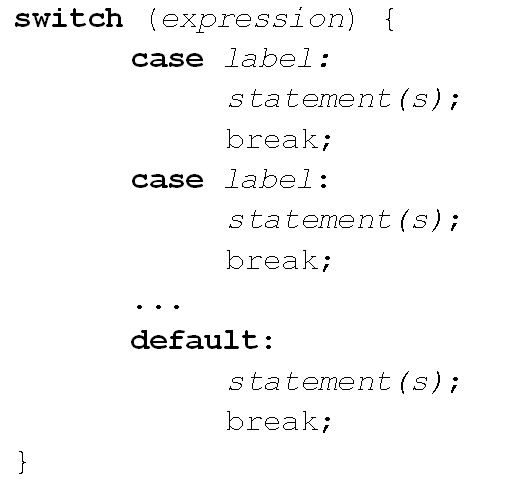 switch (expression) {
case label:
statement(s);
break;
case label:
statement(s);
break;
...
default:
statement(s);
break;
}